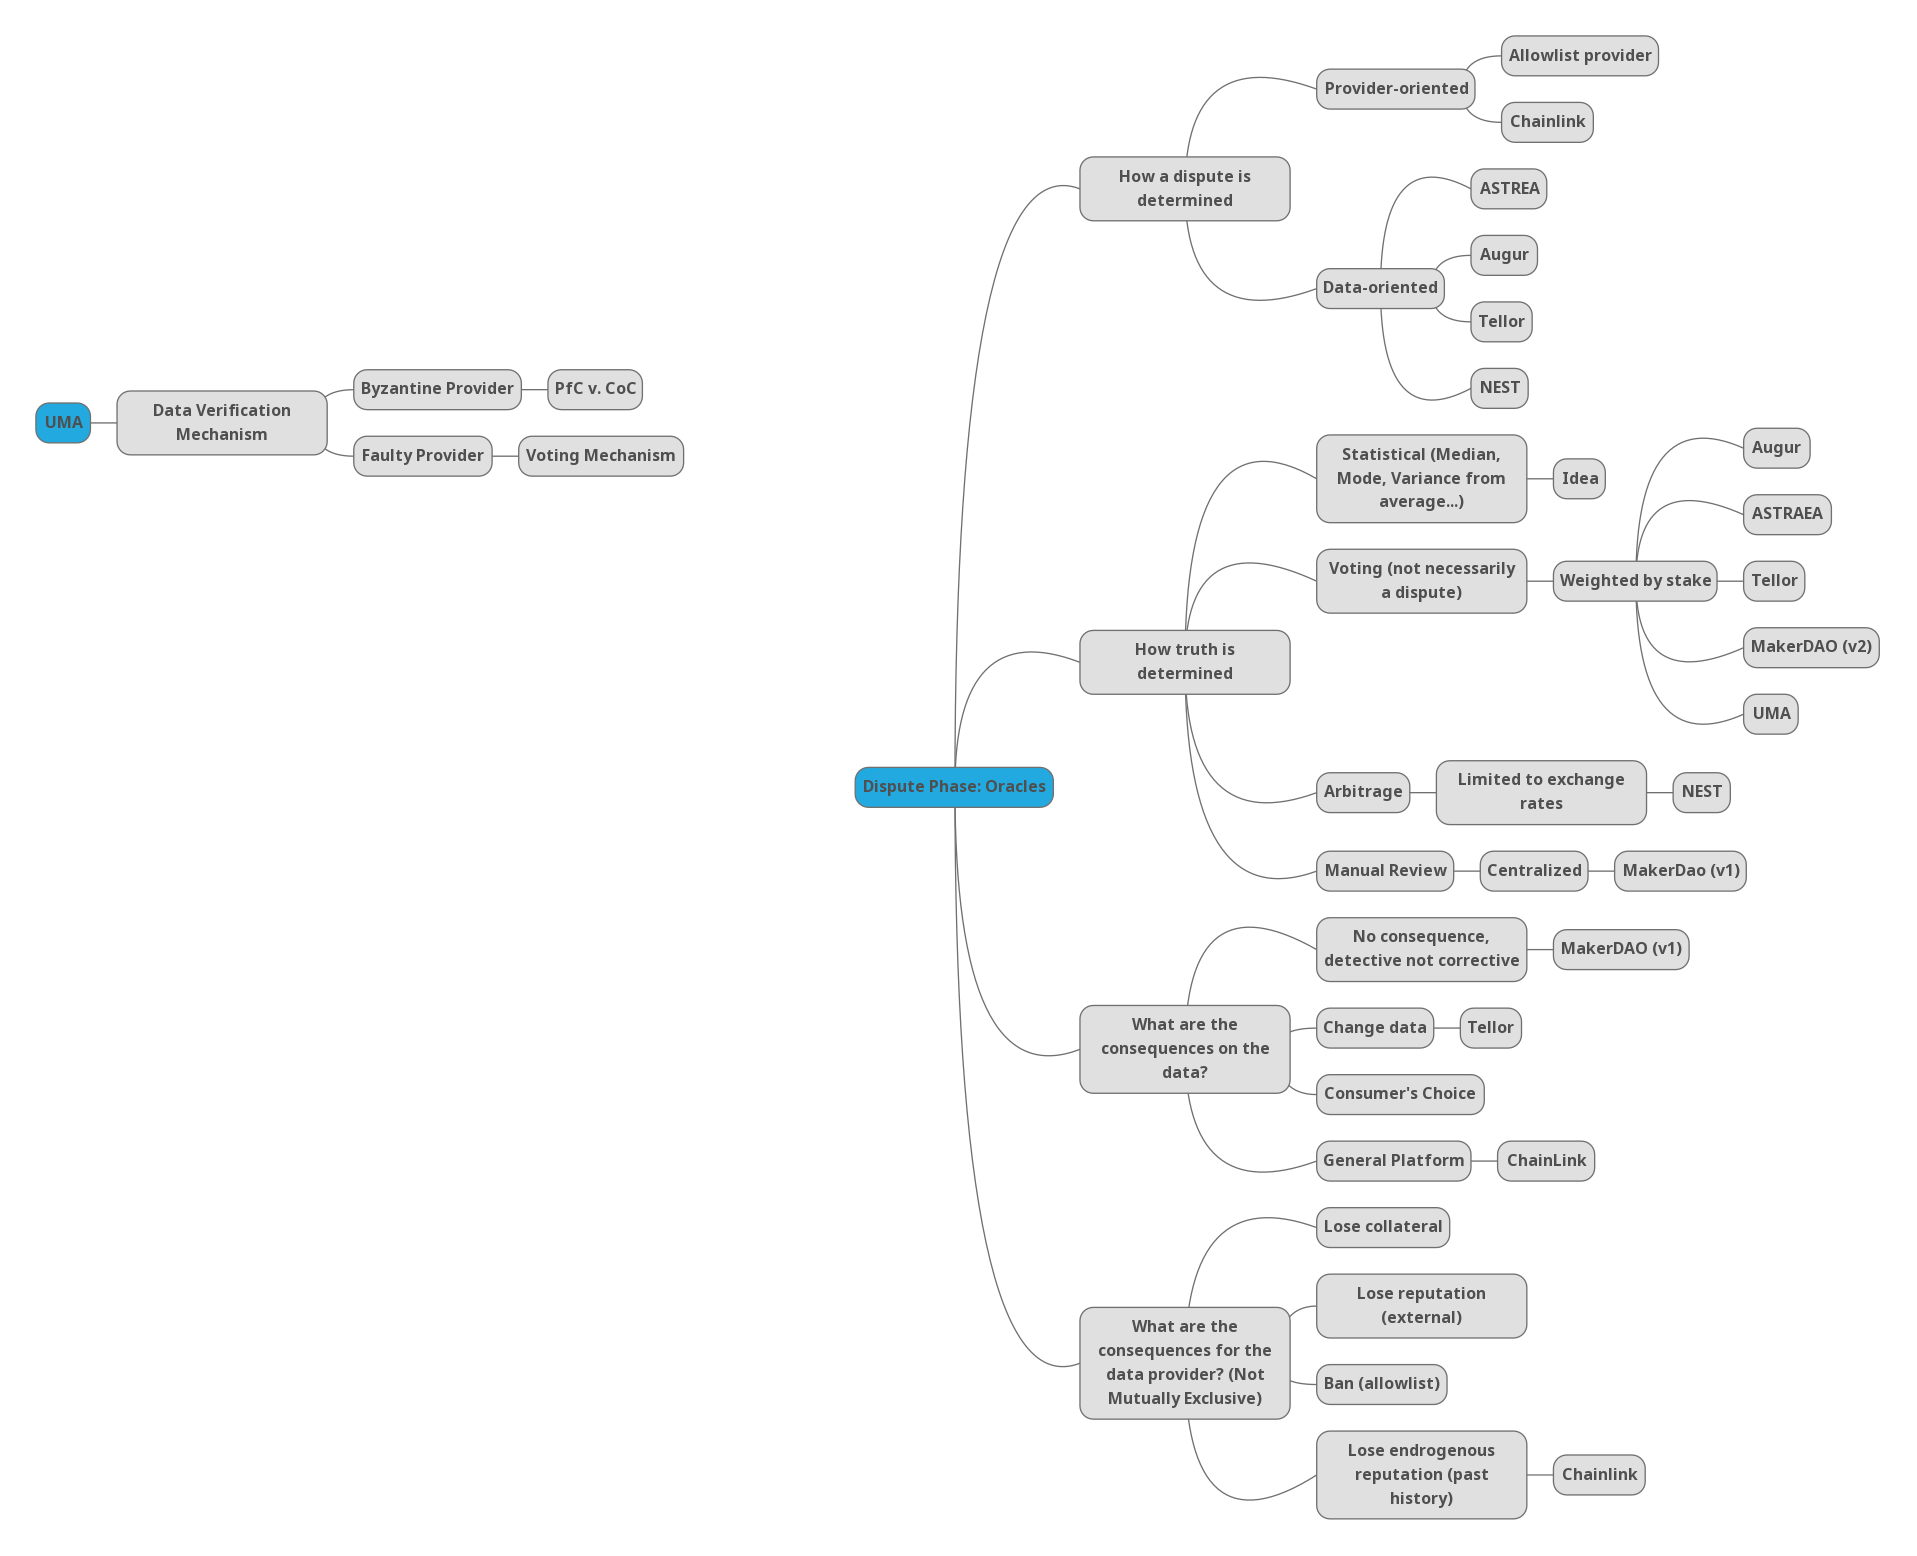 UMA
Data Verification
Mechanism
Byzantine Provider
PfC v. CoC
Faulty Provider
Voting Mechanism
Dispute Phase: Oracles
How a dispute is
determined
Provider-oriented
Allowlist provider
Chainlink
Data-oriented
ASTREA
Augur
Tellor
NEST
How truth is
determined
Statistical (Median,
Mode, Variance from
average...)
Idea
Voting (not necessarily
a dispute)
Weighted by stake
Augur
ASTRAEA
Tellor
MakerDAO (v2)
UMA
Arbitrage
Limited to exchange
rates
NEST
Manual Review
Centralized
MakerDao (v1)
What are the
consequences on the
data?
No consequence,
detective not corrective
MakerDAO (v1)
Change data
Tellor
Consumer's Choice
General Platform
ChainLink
What are the
consequences for the
data provider? (Not
Mutually Exclusive)
Lose collateral
Lose reputation
(external)
Ban (allowlist)
Lose endrogenous
reputation (past
history)
Chainlink